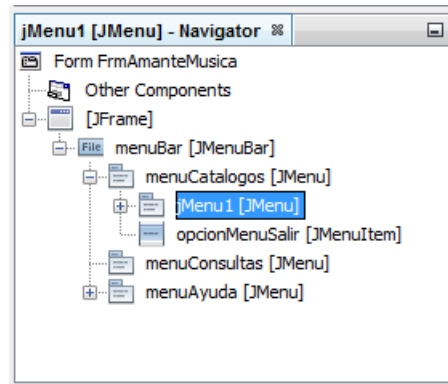 jMenu1 [JMenu] - Navigator
Form FrmAmanteMusica
Other Components
[JFrame]
File menuBar [JMenuBar]
menuCatalogos [JMenu]
jMenu1 [JMenu]
opcionMenuSalir [JMenuItem]
menuConsultas [JMenu]
menuAyuda [JMenu]